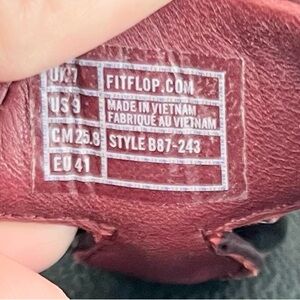 UK 7 FITFLOP.COM
US 9 MADE IN VIETNAM
FABRIQUÉ AU VIETNAM
CM 25.8 STYLE B87-243
EU 41